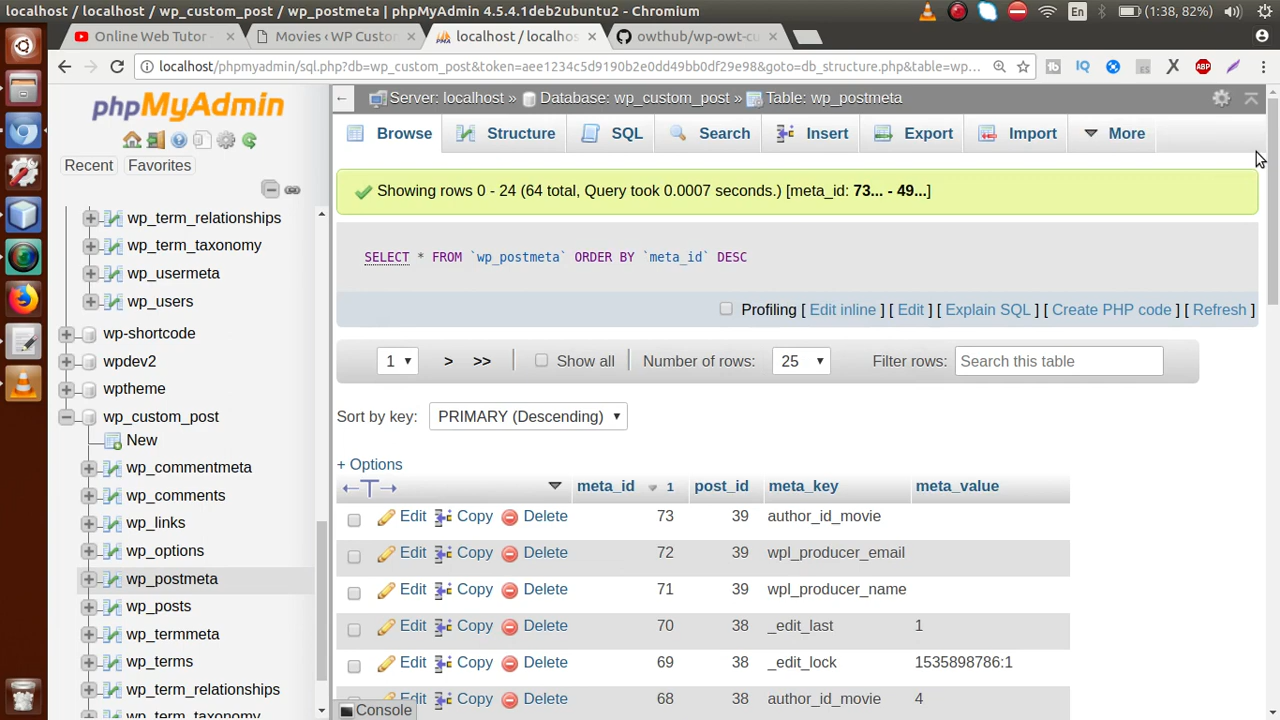 localhost / localhost / wp_custom_post / wp_postmeta | phpMyAdmin 4.5.4.1deb2ubuntu2 - Chromium
En (1:38, 82%)
Online Web Tutor - × Movies ‹ WP Custom × localhost / localhos × owthub/wp-owt-cu ×
localhost/phpmyadmin/sql.php?db=wp_custom_post&token=aee1234c5d9190b2e0dd49bbbdf25f98&goto=db_structure.php&table=wp...
IQ X ABP
phpMyAdmin
Recent Favorites
wp_term_relationships
wp_term_taxonomy
wp_usermeta
wp_users
wp-shortcode
wpdev2
wptheme
wp_custom_post
New
wp_commentmeta
wp_comments
wp_links
wp_options
wp_postmeta
wp_posts
wp_termmeta
wp_terms
wp_term_relationships
wp_term_taxonomy
Server: localhost » Database: wp_custom_post » Table: wp_postmeta
Browse Structure SQL Search Insert Export Import More
Showing rows 0 - 24 (64 total, Query took 0.0007 seconds.) [meta_id: 73... - 49...]
SELECT * FROM `wp_postmeta` ORDER BY `meta_id` DESC
Profiling [ Edit inline ] [ Edit ] [ Explain SQL ] [ Create PHP code ] [ Refresh ]
1 > >> Show all Number of rows: 25 Filter rows: Search this table
Sort by key: PRIMARY (Descending)
+ Options
meta_id 1 post_id meta_key meta_value
Edit Copy Delete 73 39 author_id_movie
Edit Copy Delete 72 39 wpl_producer_email
Edit Copy Delete 71 39 wpl_producer_name
Edit Copy Delete 70 38 _edit_last 1
Edit Copy Delete 69 38 _edit_lock 1535898786:1
Edit Copy Delete 68 38 author_id_movie 4
Console